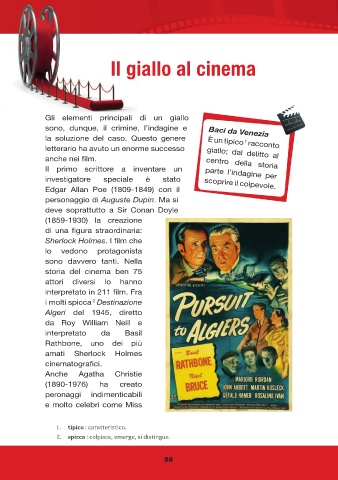 Il giallo al cinema
Gli elementi principali di un giallo
sono, dunque, il crimine, l'indagine e
la soluzione del caso. Questo genere
letterario ha avuto un enorme successo
anche nei film.
Il primo scrittore a inventare un
investigatore speciale è stato
Edgar Allan Poe (1809-1849) con il
personaggio di Auguste Dupin. Ma si
deve soprattutto a Sir Conan Doyle
(1859-1930) la creazione
di una figura straordinaria:
Sherlock Holmes. I film che
lo vedono protagonista
sono davvero tanti. Nella
storia del cinema ben 75
attori diversi lo hanno
interpretato in 211 film. Fra
i molti spicca² Destinazione
Algeri del 1945, diretto
da Roy William Neill e
interpretato da Basil
Rathbone, uno dei più
amati Sherlock Holmes
cinematografici.
Anche Agatha Christie
(1890-1976) ha creato
peronaggi indimenticabili
e molto celebri come Miss
Baci da Venezia
È un tipico¹ racconto
giallo; dal delitto al
centro della storia
parte l'indagine per
scoprire il colpevole.
PURSUIT
to ALGIERS
Basil
RATHBONE
Nigel
BRUCE
MARJORIE RIORDAN
JOHN ABBOTT MARTIN KOSLECK
GERALD HAMER ROSALIND IVAN
1. tipico : caratteristico.
2. spicca : colpisce, emerge, si distingue.
88